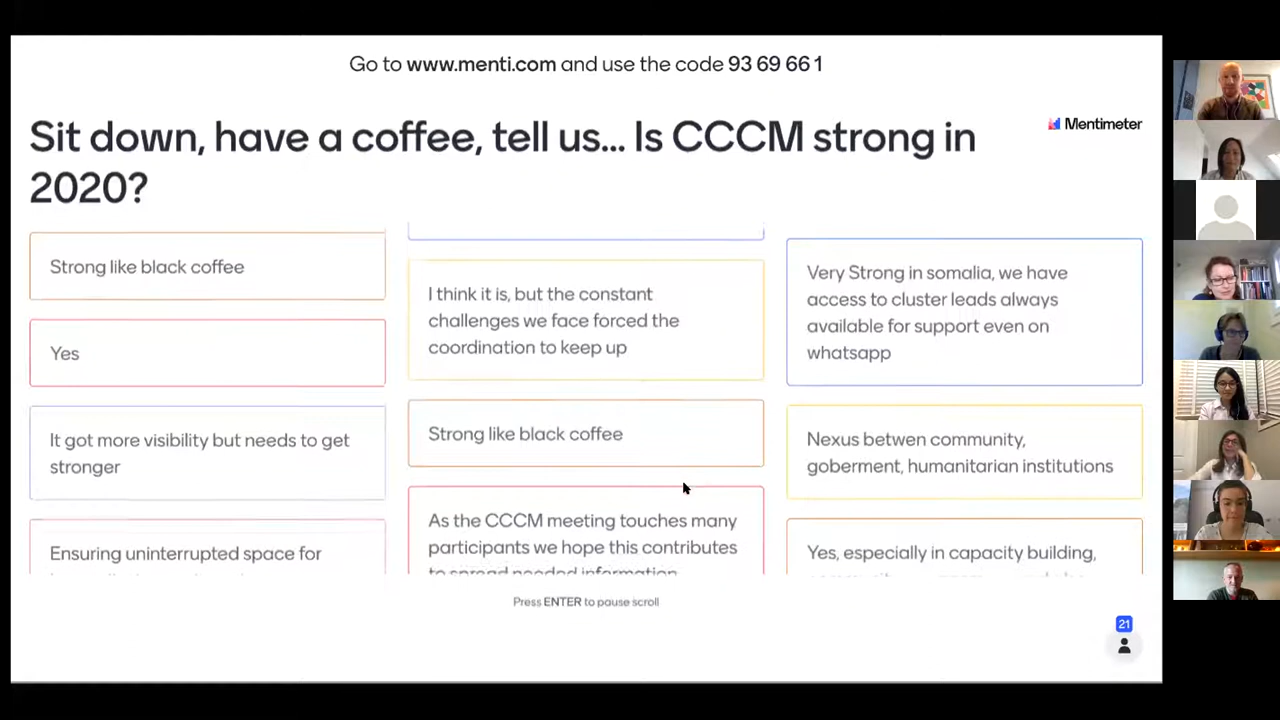 Go to www.menti.com and use the code 93 69 66 1
Sit down, have a coffee, tell us... Is CCCM strong in
2020?
Mentimeter
Strong like black coffee
Yes
It got more visibility but needs to get
stronger
Ensuring uninterrupted space for
I think it is, but the constant
challenges we face forced the
coordination to keep up
Strong like black coffee
As the CCCM meeting touches many
participants we hope this contributes
to spread needed information
Very Strong in somalia, we have
access to cluster leads always
available for support even on
whatsapp
Nexus betwen community,
goberment, humanitarian institutions
Yes, especially in capacity building,
Press ENTER to pause scroll
21